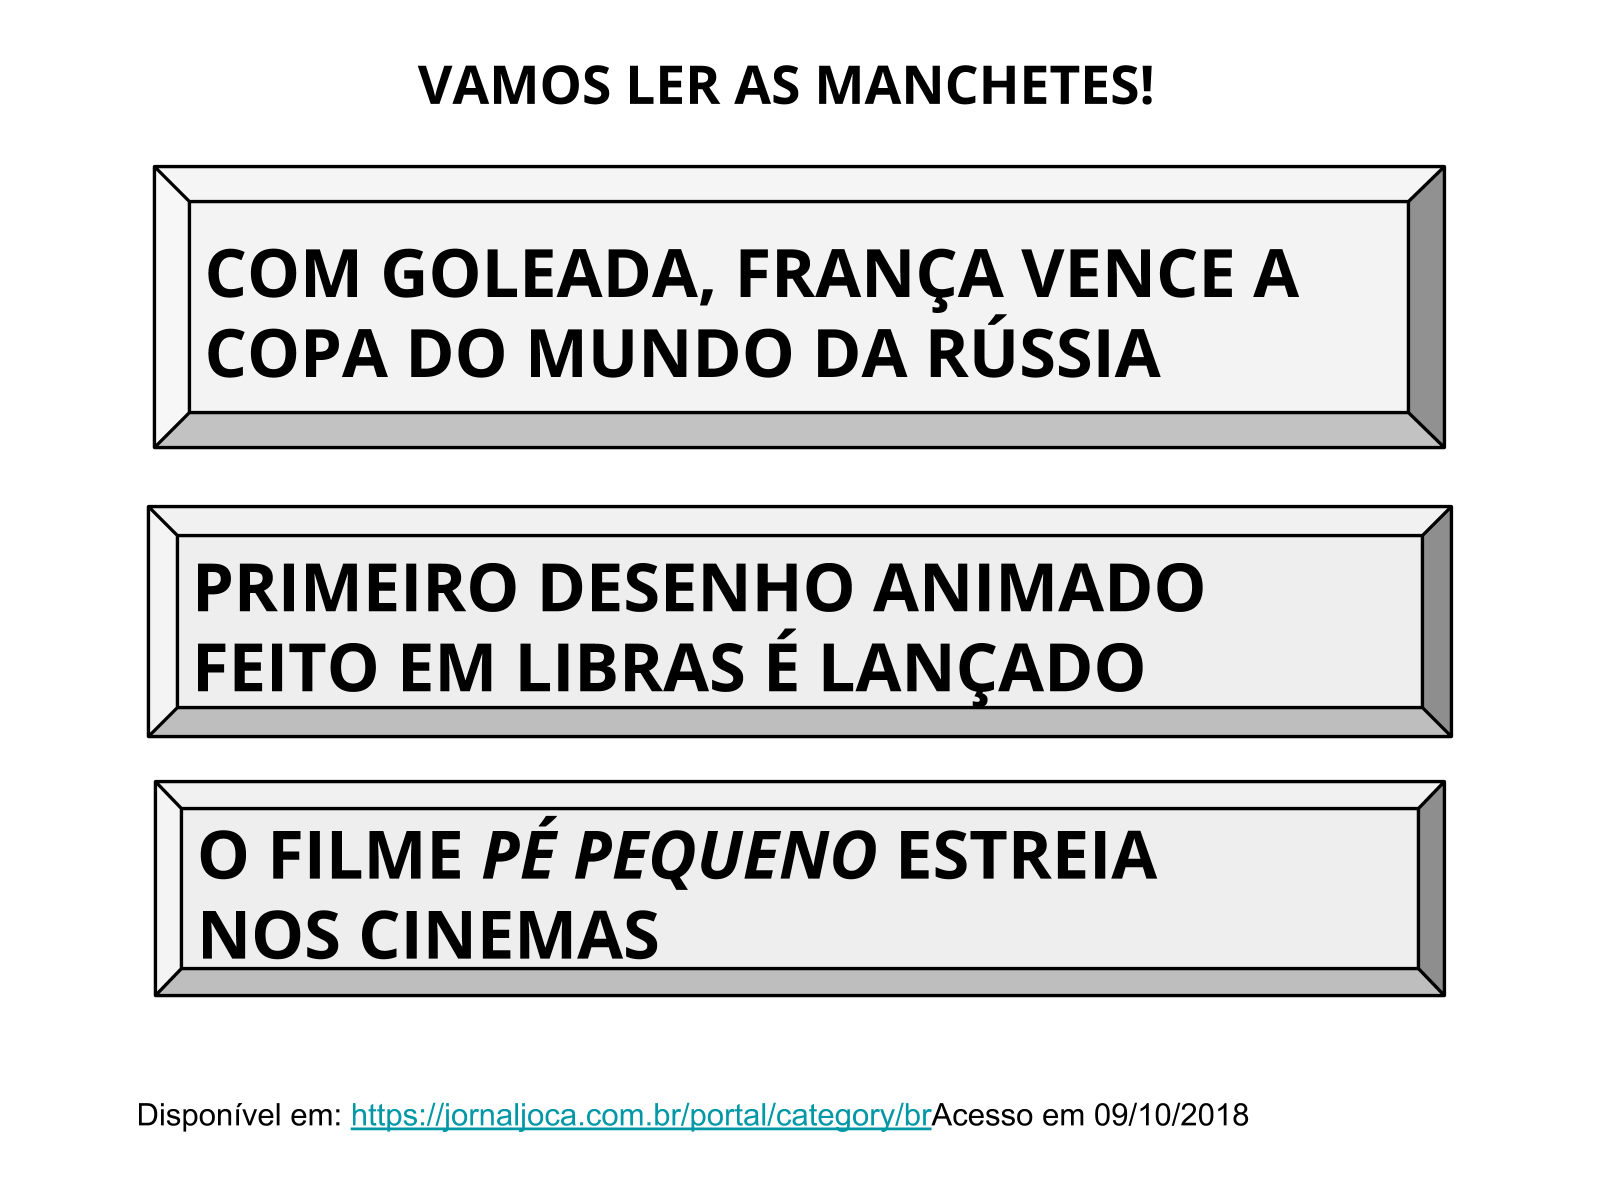 VAMOS LER AS MANCHETES!
COM GOLEADA, FRANÇA VENCE A
COPA DO MUNDO DA RÚSSIA
PRIMEIRO DESENHO ANIMADO
FEITO EM LIBRAS É LANÇADO
O FILME PÉ PEQUENO ESTREIA
NOS CINEMAS
Disponível em: https://jornaljoca.com.br/portal/category/brAcesso em 09/10/2018